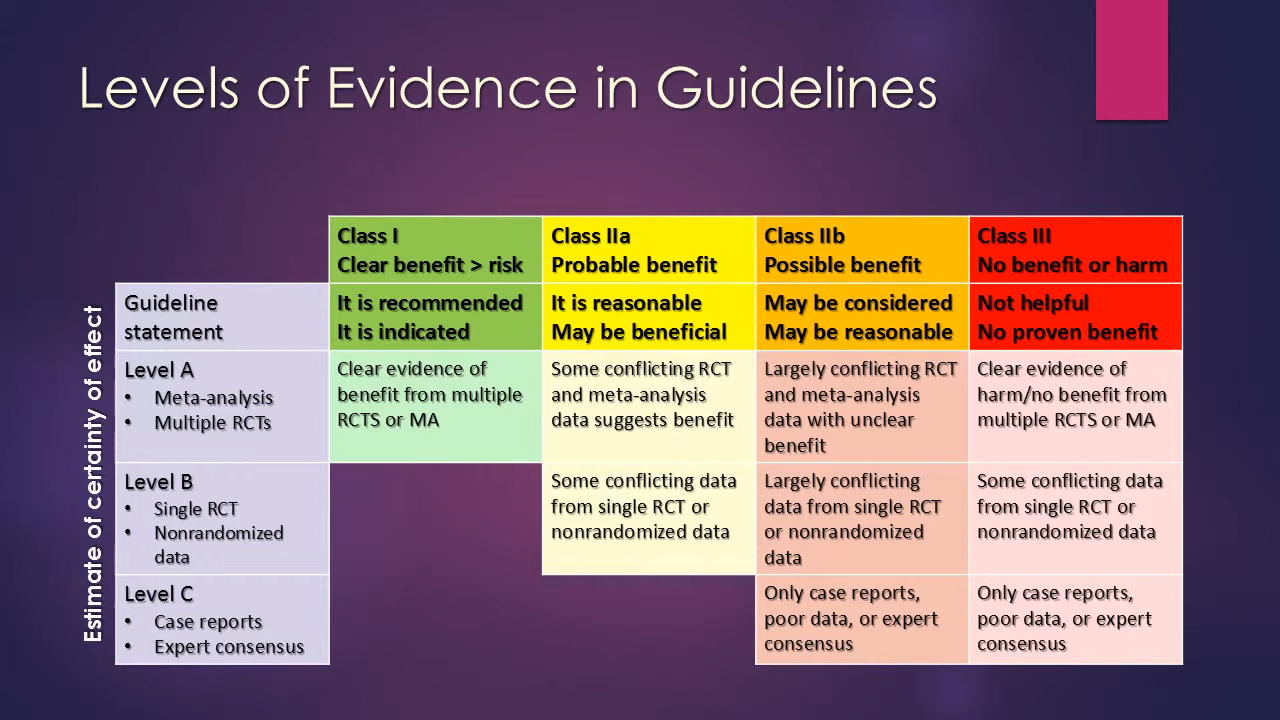 Levels of Evidence in Guidelines
Class I
Clear benefit > risk
Class IIa
Probable benefit
Class IIb
Possible benefit
Class III
No benefit or harm
Estimate of certainty of effect
Guideline
statement
It is recommended
It is indicated
It is reasonable
May be beneficial
May be considered
May be reasonable
Not helpful
No proven benefit
Level A
• Meta-analysis
• Multiple RCTs
Clear evidence of
benefit from multiple
RCTS or MA
Some conflicting RCT
and meta-analysis
data suggests benefit
Largely conflicting RCT
and meta-analysis
data with unclear
benefit
Clear evidence of
harm/no benefit from
multiple RCTS or MA
Level B
• Single RCT
• Nonrandomized
data
Some conflicting data
from single RCT or
nonrandomized data
Largely conflicting
data from single RCT
or nonrandomized
data
Some conflicting data
from single RCT or
nonrandomized data
Level C
• Case reports
• Expert consensus
Only case reports,
poor data, or expert
consensus
Only case reports,
poor data, or expert
consensus